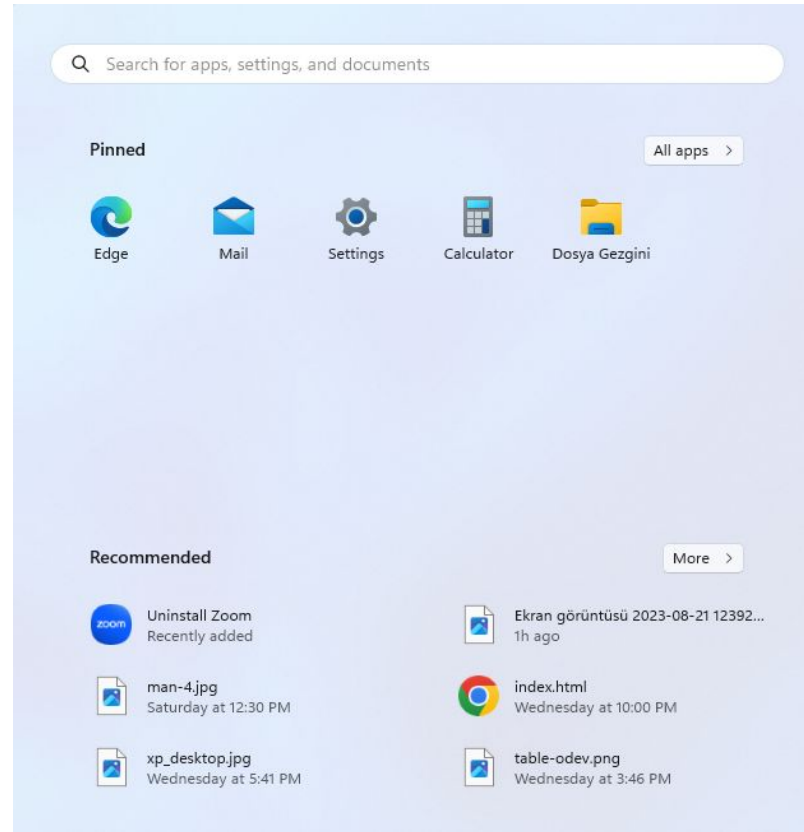 Search for apps, settings, and documents
Pinned
All apps >
Edge
Mail
Settings
Calculator
Dosya Gezgini
Recommended
More >
zoom
Uninstall Zoom
Recently added
Ekran görüntüsü 2023-08-21 12392...
1h ago
man-4.jpg
Saturday at 12:30 PM
index.html
Wednesday at 10:00 PM
xp_desktop.jpg
Wednesday at 5:41 PM
table-odev.png
Wednesday at 3:46 PM